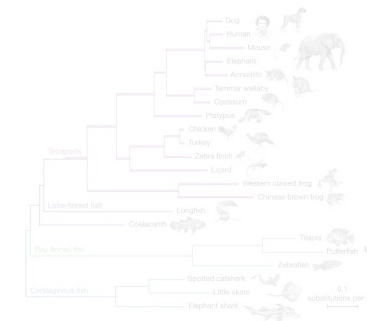 Dog
Human
Mouse
Elephant
Armadillo
Tammar wallaby
Opossum
Platypus
Chicken
Turkey
Zebra finch
Lizard
Tetrapods
Western clawed frog
Chinese brown frog
Lobe-finned fish
Lungfish
Coelacanth
Tilapia
Pufferfish
Ray-finned fish
Zebrafish
Cartilaginous fish
Spotted catshark
Little skate
Elephant shark
0.1
substitutions per